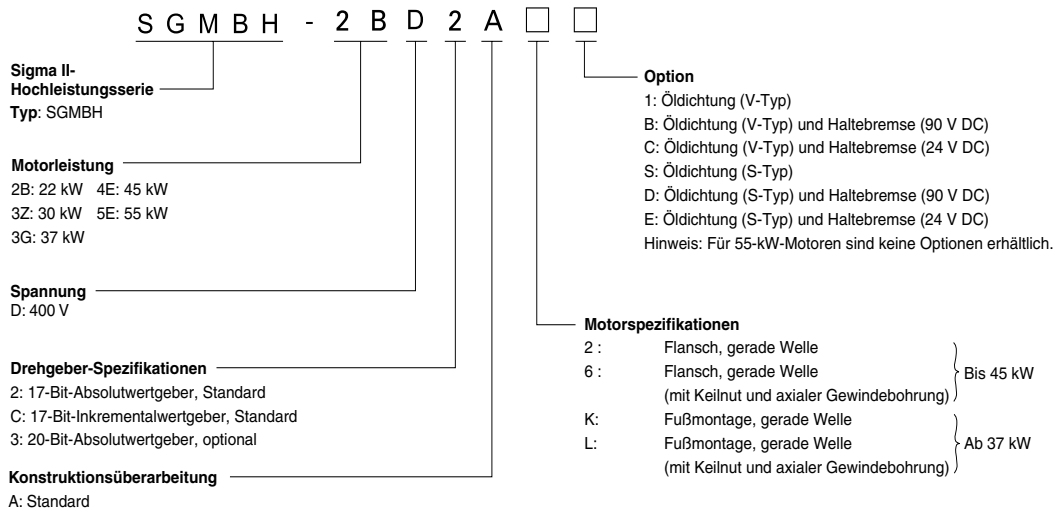 SGMBH - 2BD2A□□
Sigma II-
Hochleistungsserie
Typ: SGMBH
Motorleistung
2B: 22 kW 4E: 45 kW
3Z: 30 kW 5E: 55 kW
3G: 37 kW
Spannung
D: 400 V
Drehgeber-Spezifikationen
2: 17-Bit-Absolutwertgeber, Standard
C: 17-Bit-Inkrementalwertgeber, Standard
3: 20-Bit-Absolutwertgeber, optional
Konstruktionsüberarbeitung
A: Standard
Option
1: Öldichtung (V-Typ)
B: Öldichtung (V-Typ) und Haltebremse (90 V DC)
C: Öldichtung (V-Typ) und Haltebremse (24 V DC)
S: Öldichtung (S-Typ)
D: Öldichtung (S-Typ) und Haltebremse (90 V DC)
E: Öldichtung (S-Typ) und Haltebremse (24 V DC)
Hinweis: Für 55-kW-Motoren sind keine Optionen erhältlich.
Motorspezifikationen
2 : Flansch, gerade Welle
6 : Flansch, gerade Welle
(mit Keilnut und axialer Gewindebohrung)
Bis 45 kW
K: Fußmontage, gerade Welle
L: Fußmontage, gerade Welle
(mit Keilnut und axialer Gewindebohrung)
Ab 37 kW